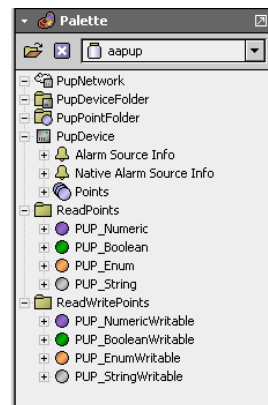 Palette
aapup
PupNetwork
PupDeviceFolder
PupPointFolder
PupDevice
Alarm Source Info
Native Alarm Source Info
Points
ReadPoints
PUP_Numeric
PUP_Boolean
PUP_Enum
PUP_String
ReadWritePoints
PUP_NumericWritable
PUP_BooleanWritable
PUP_EnumWritable
PUP_StringWritable